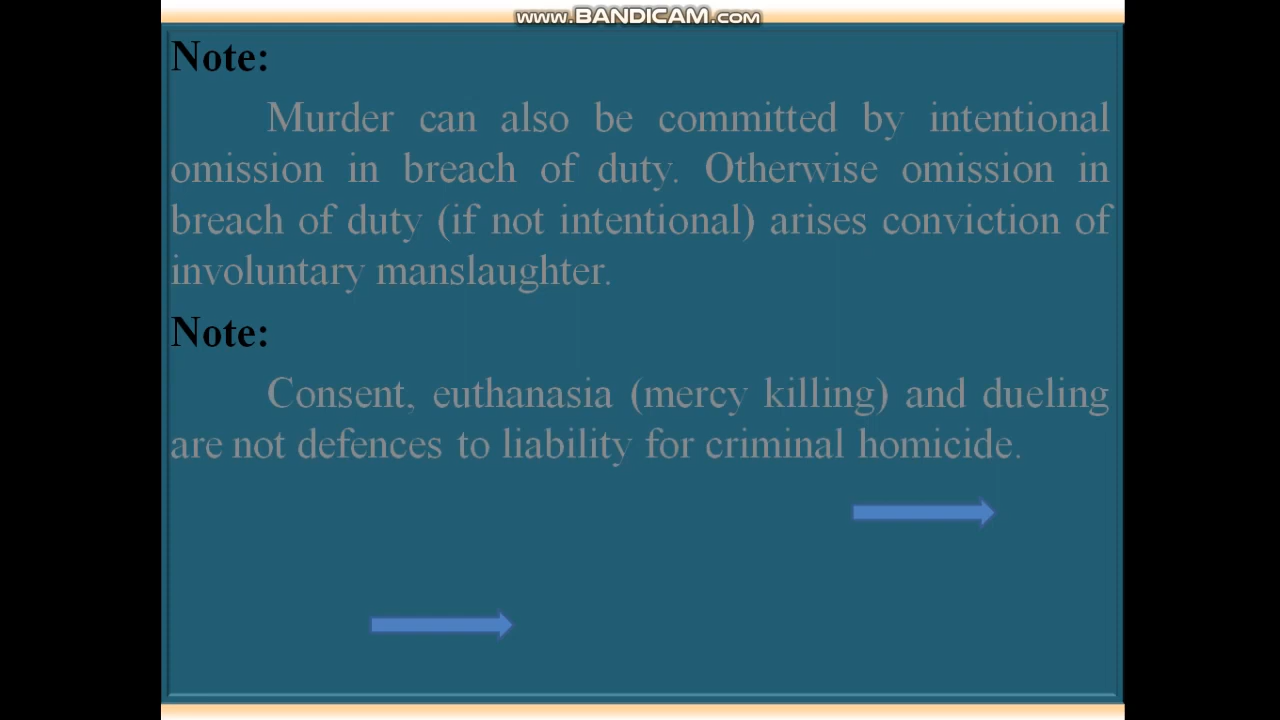 www.BANDICAM.com
Note:
Murder can also be committed by intentional
omission in breach of duty. Otherwise omission in
breach of duty (if not intentional) arises conviction of
involuntary manslaughter.
Note:
Consent, euthanasia (mercy killing) and dueling
are not defences to liability for criminal homicide.